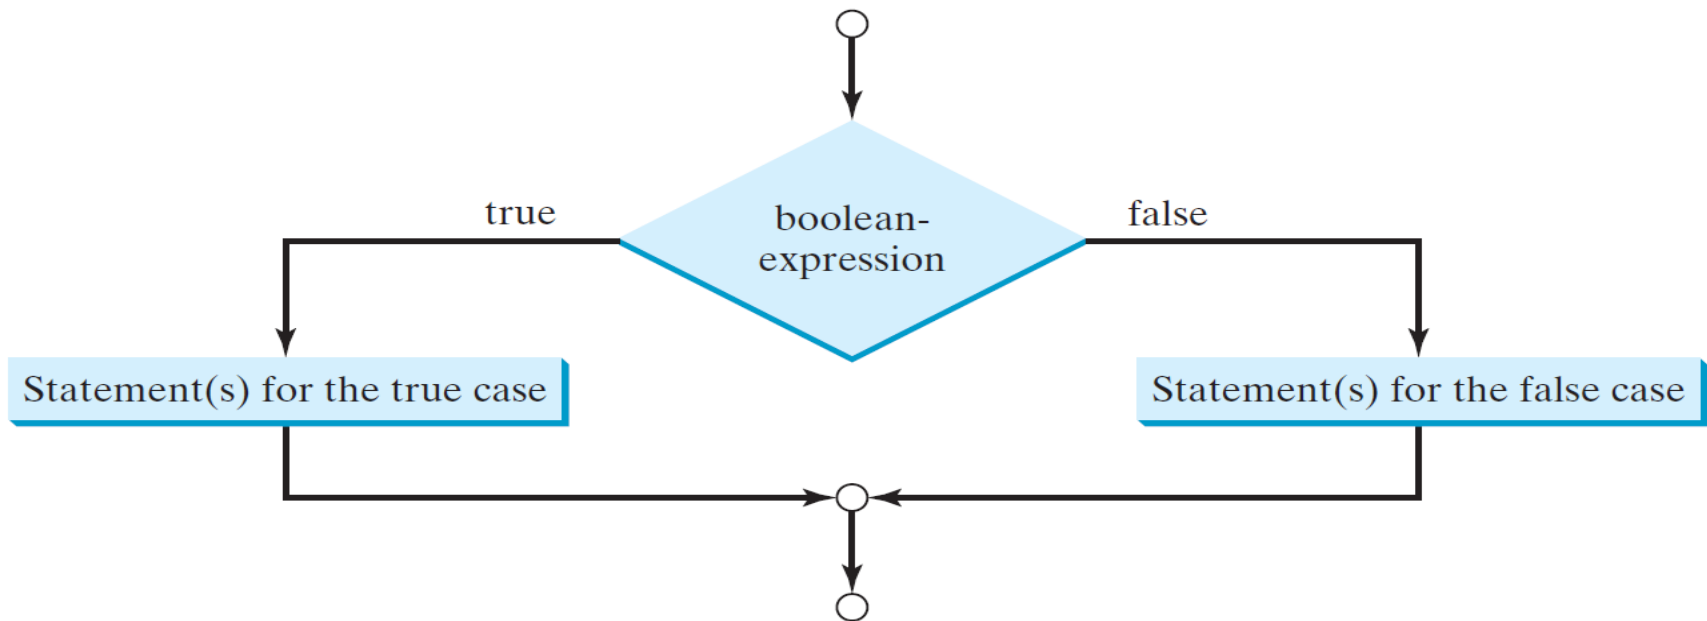 true
boolean-
expression
false
Statement(s) for the true case
Statement(s) for the false case